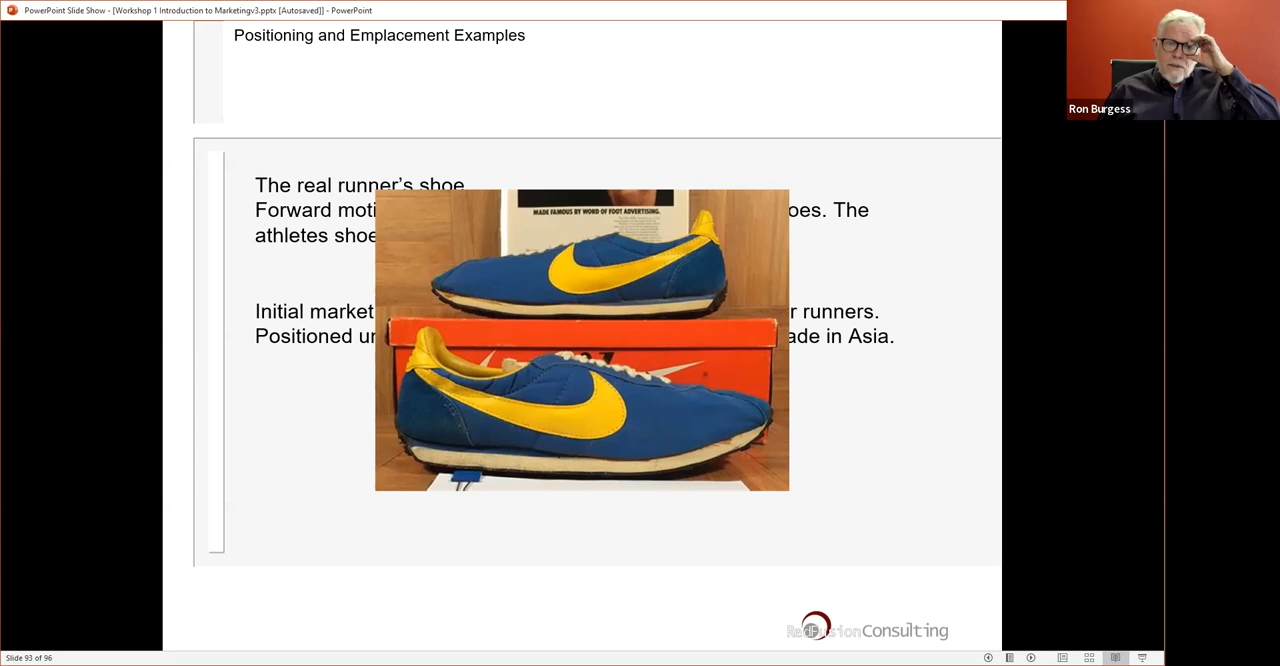 PowerPoint Slide Show - [Workshop 1 Introduction to Marketingv3.pptx [Autosaved]] - PowerPoint
Positioning and Emplacement Examples
Ron Burgess
The real runner’s shoe
Forward moti oes. The
athletes shoe
MADE FAMOUS BY WORD OF FOOT ADVERTISING.
Initial market r runners.
Positioned un ade in Asia.
RedFusionConsulting
Slide 93 of 96